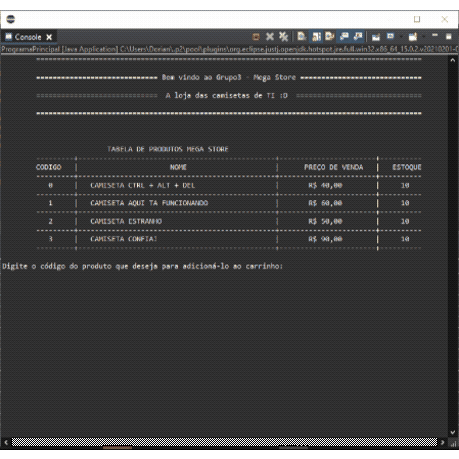 Console
ProgramaPrincipal [Java Application] C:\Users\Dorian\.p2\pool\plugins\org.eclipse.justj.openjdk.hotspot.jre.full.win32.x86_64_15.0.2.v20210201-0
============================== Bem vindo ao Grupo3 - Mega Store ==============================
============================== A loja das camisetas de TI :D ==============================
TABELA DE PRODUTOS MEGA STORE
CODIGO | NOME | PREÇO DE VENDA | ESTOQUE
0 | CAMISETA CTRL + ALT + DEL | R$ 40,00 | 10
1 | CAMISETA AQUI TA FUNCIONANDO | R$ 60,00 | 10
2 | CAMISETA ESTRANHO | R$ 50,00 | 10
3 | CAMISETA CONFIA! | R$ 90,00 | 10
Digite o código do produto que deseja para adicioná-lo ao carrinho: